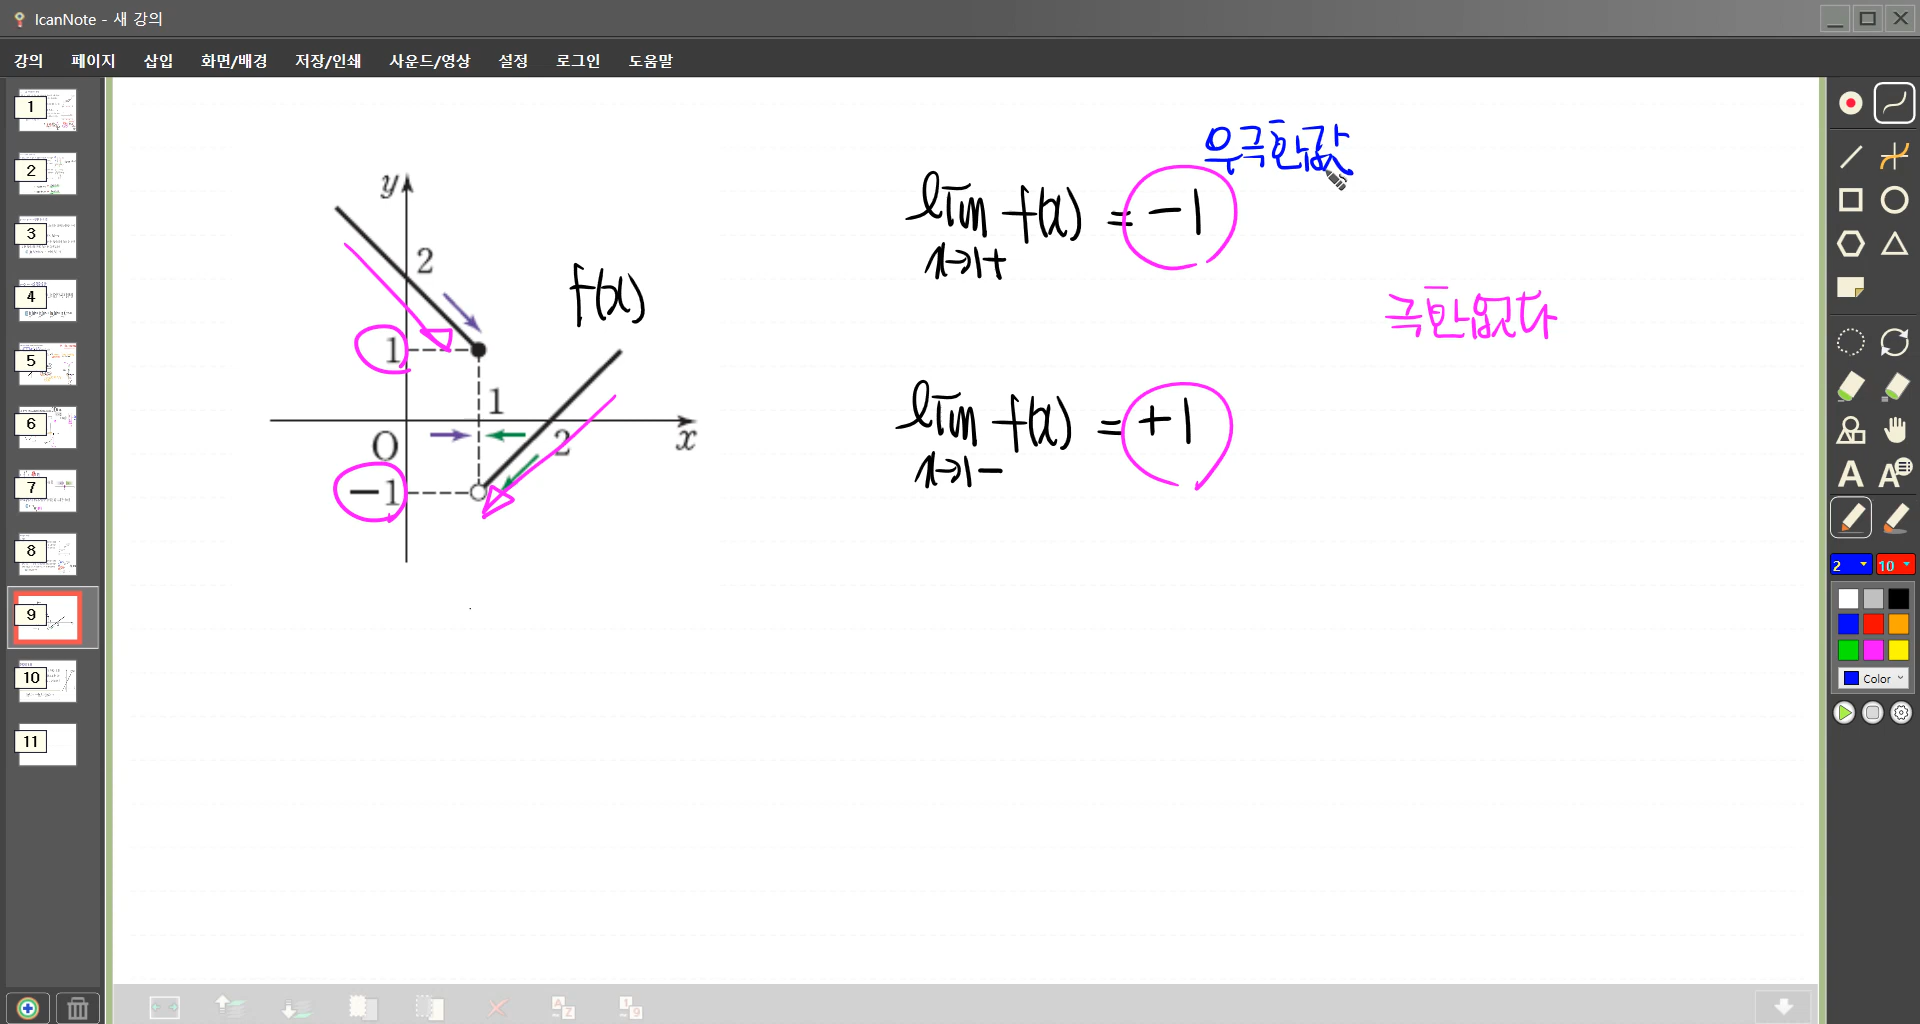 IcanNote - 새 강의
강의 페이지 삽입 화면/배경 저장/인쇄 사운드/영상 설정 로그인 도움말
1
2
3
4
5
6
7
8
9
10
11
y
2
f(x)
1
1
O
2
x
−1
우극한값
lim f(x) = −1
x→1+
극한없다
lim f(x) = +1
x→1−
A
A
2
10
Color